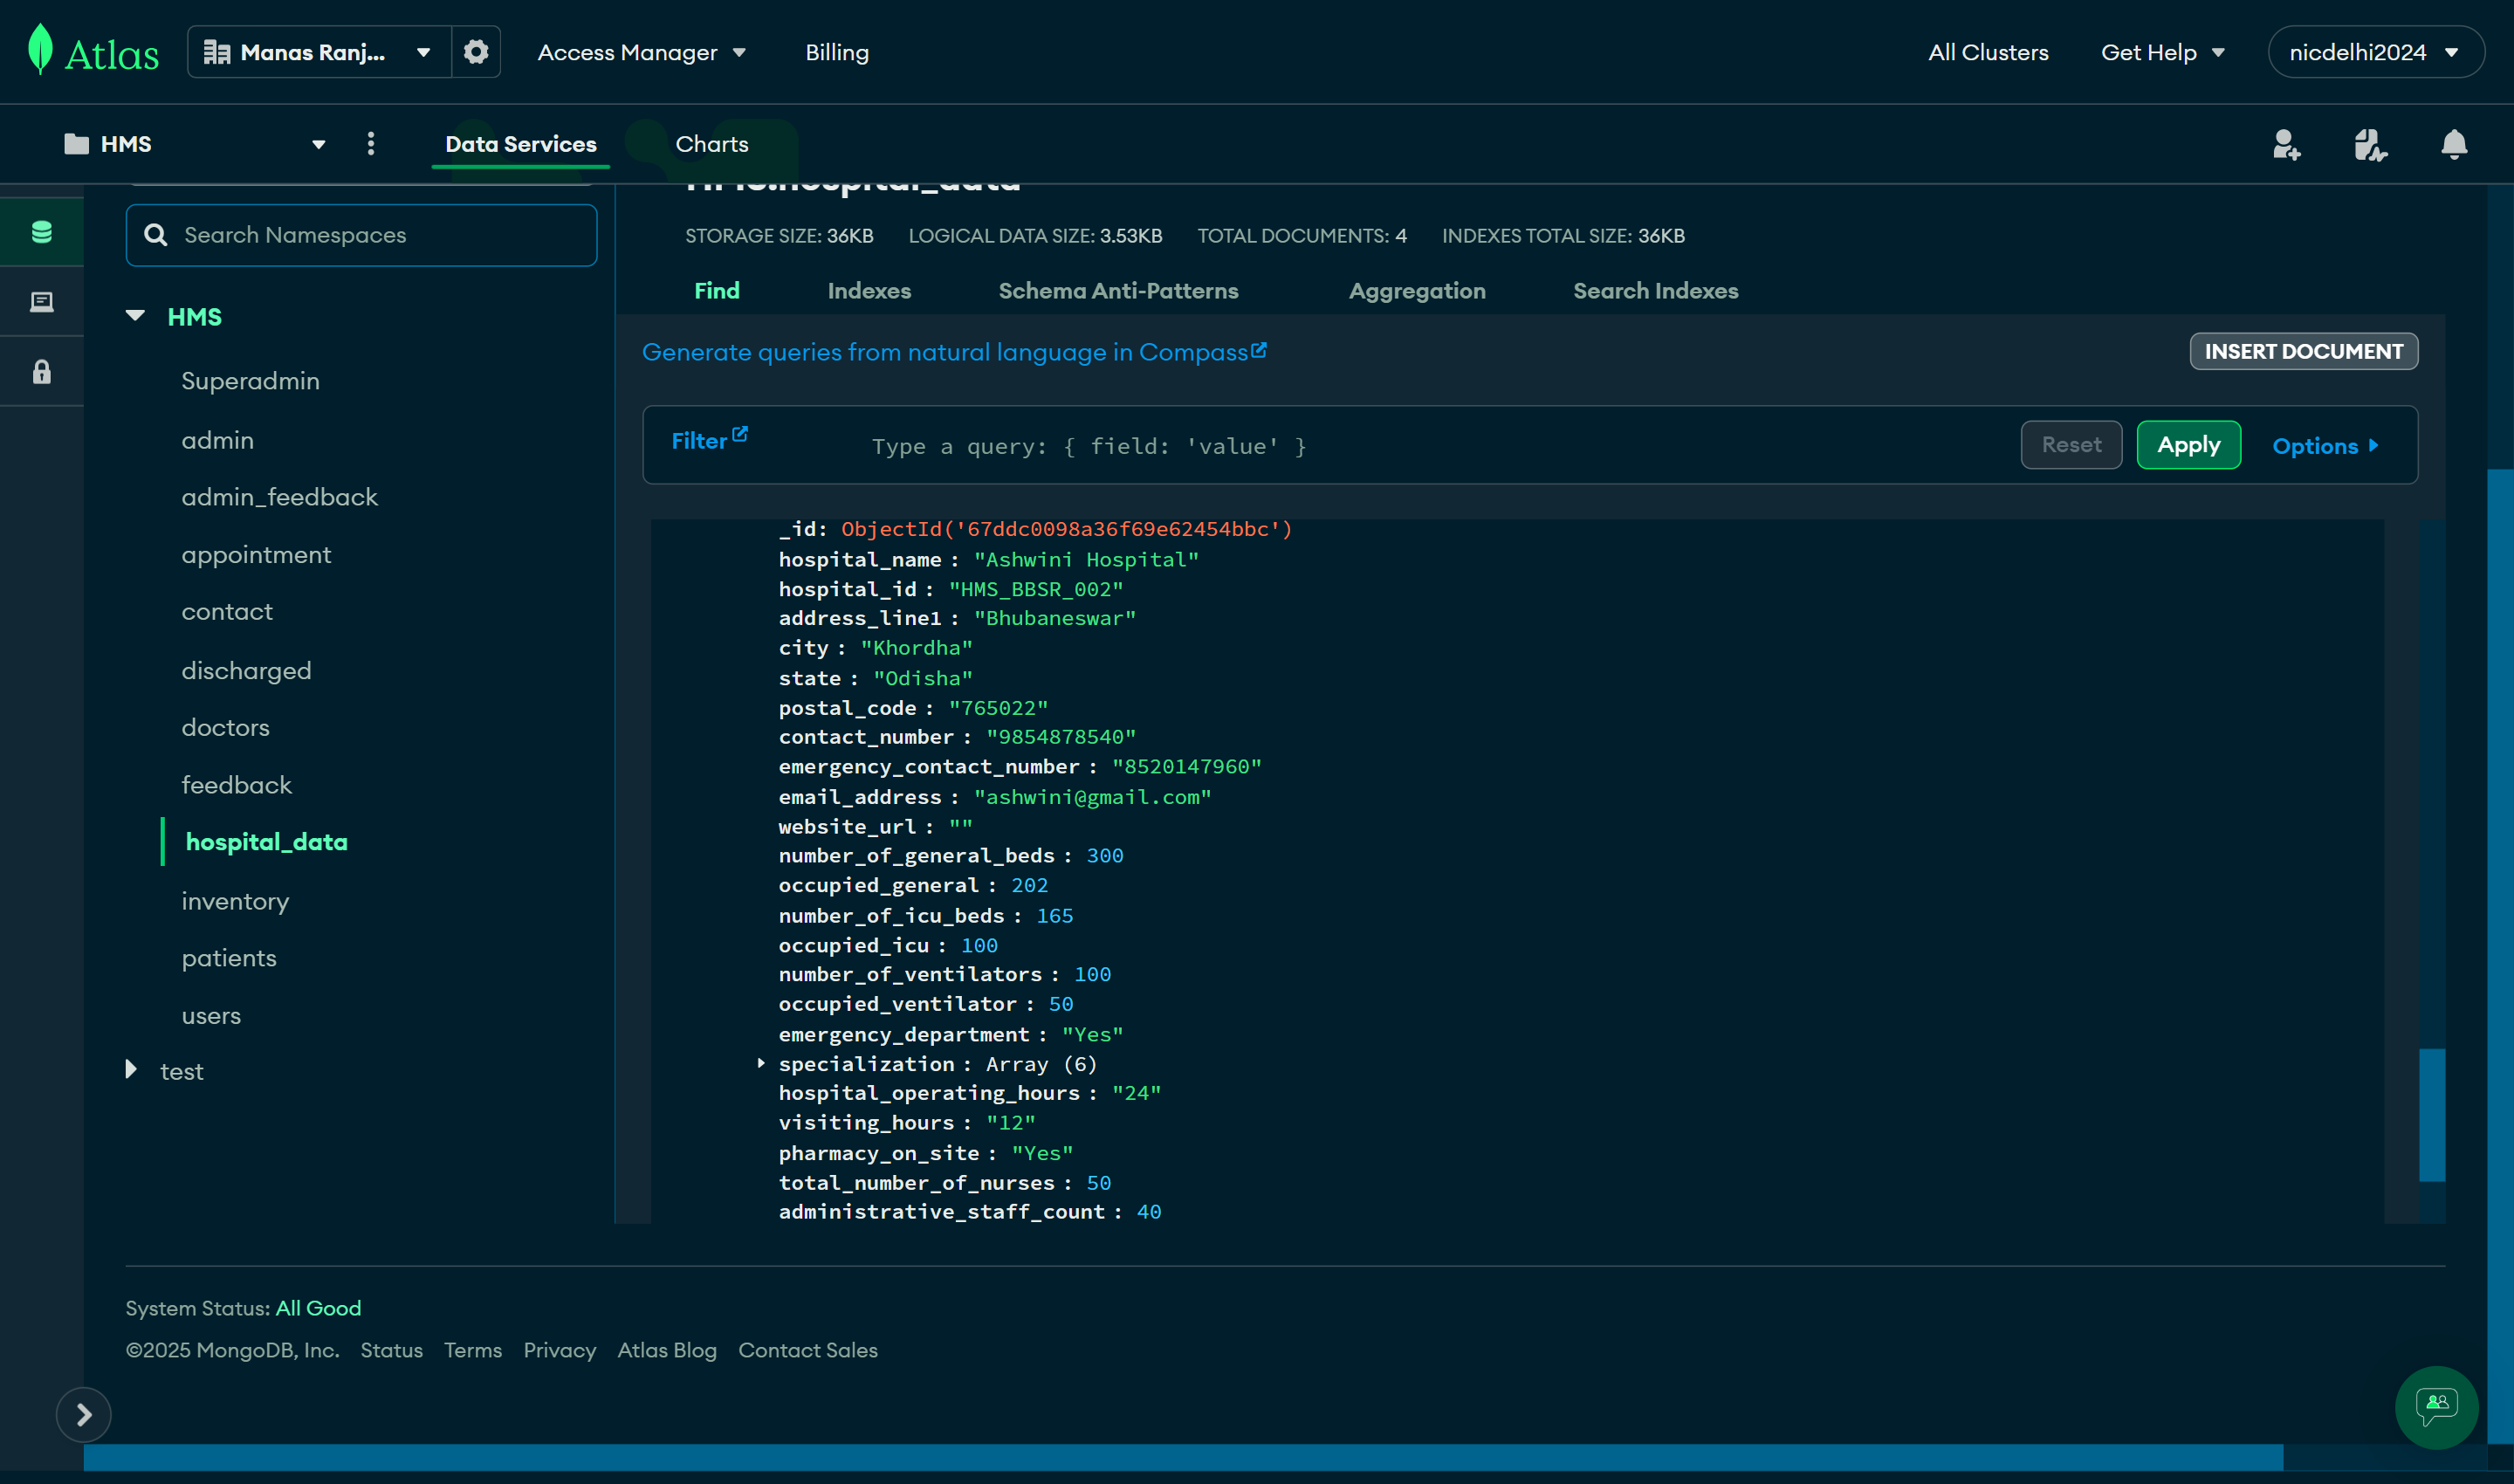 Atlas
Manas Ranj...
Access Manager
Billing
All Clusters
Get Help
nicdelhi2024
HMS
Data Services
Charts
HMS.hospital_data
Search Namespaces
STORAGE SIZE: 36KB LOGICAL DATA SIZE: 3.53KB TOTAL DOCUMENTS: 4 INDEXES TOTAL SIZE: 36KB
Find Indexes Schema Anti-Patterns Aggregation Search Indexes
HMS
Superadmin
admin
admin_feedback
appointment
contact
discharged
doctors
feedback
hospital_data
inventory
patients
users
test
Generate queries from natural language in Compass
INSERT DOCUMENT
Filter
Type a query: { field: 'value' }
Reset
Apply
Options
_id: ObjectId('67ddc0098a36f69e62454bbc')
hospital_name : "Ashwini Hospital"
hospital_id : "HMS_BBSR_002"
address_line1 : "Bhubaneswar"
city : "Khordha"
state : "Odisha"
postal_code : "765022"
contact_number : "9854878540"
emergency_contact_number : "8520147960"
email_address : "ashwini@gmail.com"
website_url : ""
number_of_general_beds : 300
occupied_general : 202
number_of_icu_beds : 165
occupied_icu : 100
number_of_ventilators : 100
occupied_ventilator : 50
emergency_department : "Yes"
specialization : Array (6)
hospital_operating_hours : "24"
visiting_hours : "12"
pharmacy_on_site : "Yes"
total_number_of_nurses : 50
administrative_staff_count : 40
System Status: All Good
©2025 MongoDB, Inc. Status Terms Privacy Atlas Blog Contact Sales